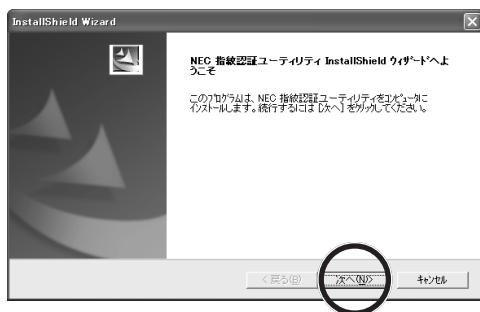 InstallShield Wizard
NEC 指紋認証ユーティリティ InstallShield ウィザードへよ
うこそ
このプログラムは、NEC 指紋認証ユーティリティをコンピュータに
インストールします。続行するには [次へ] をクリックしてください。
< 戻る(B)
次へ(N)>
キャンセル